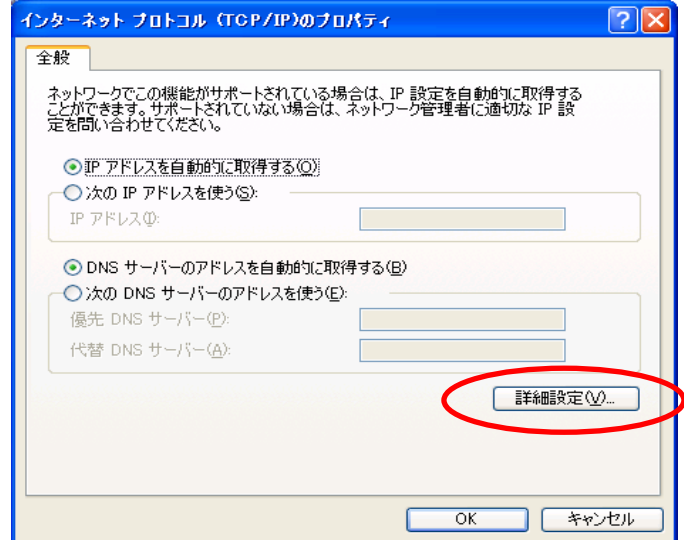 インターネット プロトコル (TCP/IP)のプロパティ
全般
ネットワークでこの機能がサポートされている場合は、IP 設定を自動的に取得する
ことができます。サポートされていない場合は、ネットワーク管理者に適切な IP 設
定を問い合わせてください。
IP アドレスを自動的に取得する(O)
次の IP アドレスを使う(S):
IP アドレス(I):
DNS サーバーのアドレスを自動的に取得する(B)
次の DNS サーバーのアドレスを使う(E):
優先 DNS サーバー(P):
代替 DNS サーバー(A):
詳細設定(V)...
OK キャンセル